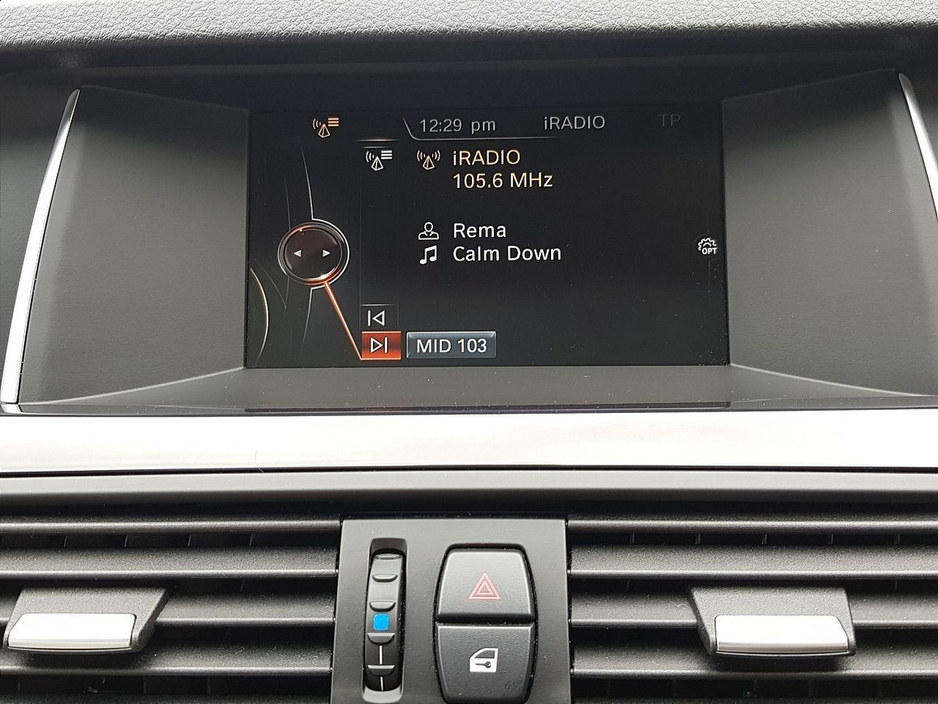 12:29 pm iRADIO TP
iRADIO
105.6 MHz
Rema
Calm Down
OPT
MID 103